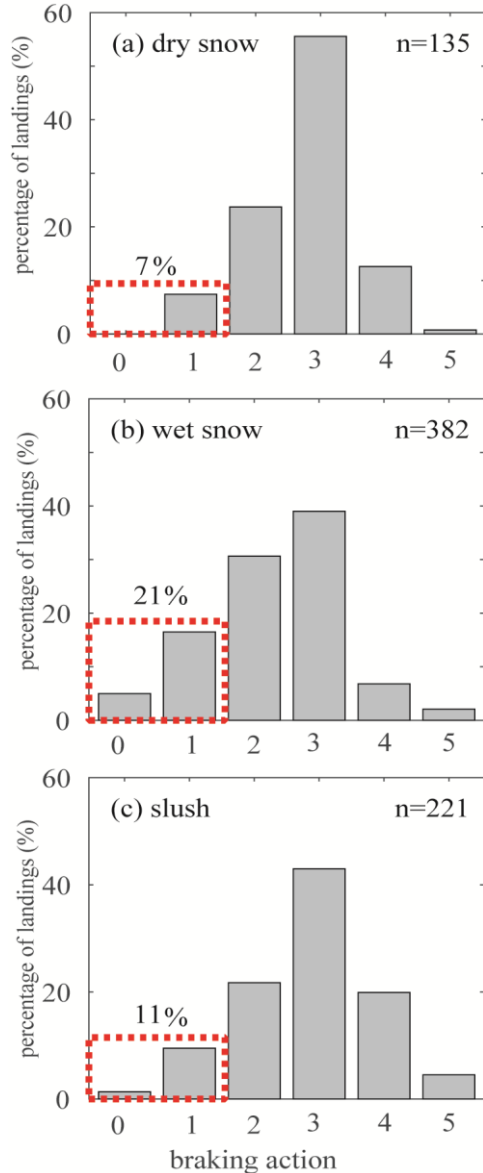 60
(a) dry snow n=135
40
percentage of landings (%)
20
7%
0
0 1 2 3 4 5
60
(b) wet snow n=382
40
percentage of landings (%)
21%
20
0
0 1 2 3 4 5
60
(c) slush n=221
40
percentage of landings (%)
20
11%
0
0 1 2 3 4 5
braking action